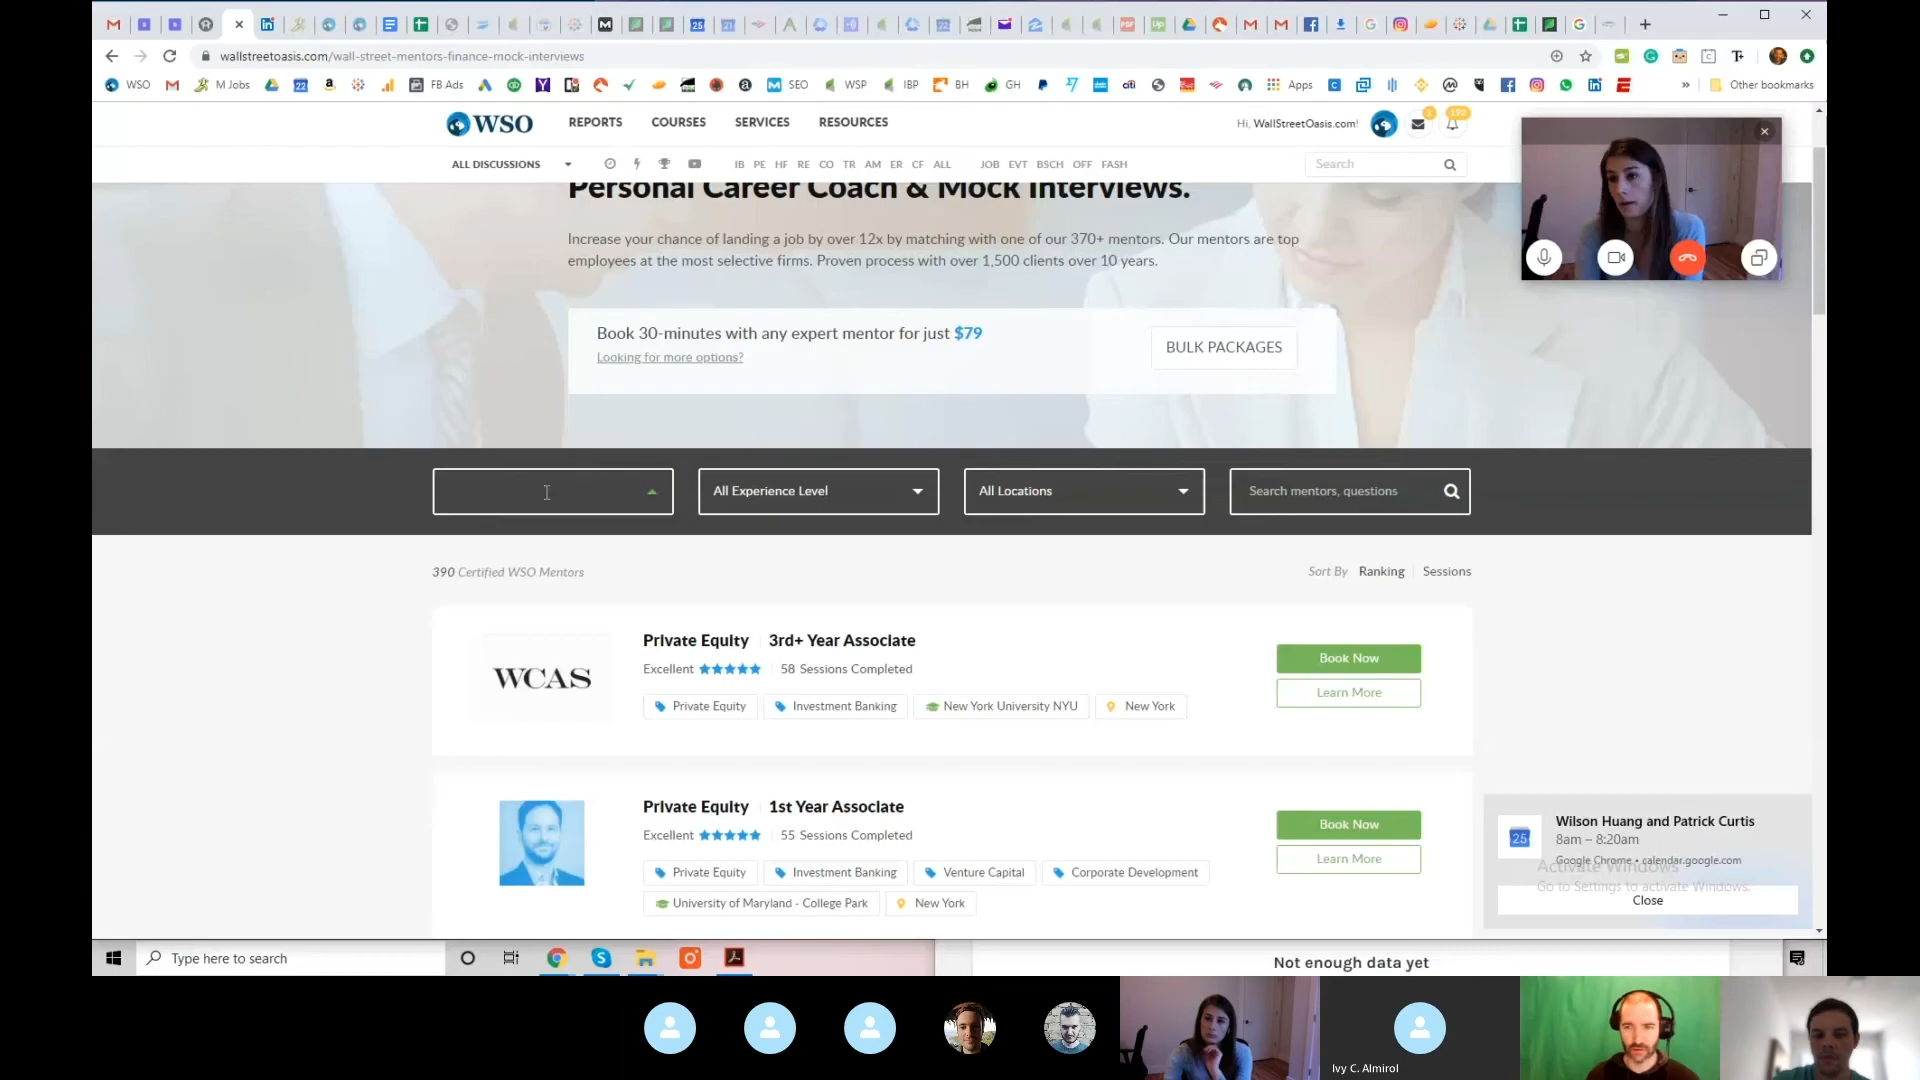 wallstreetoasis.com/wall-street-mentors-finance-mock-interviews
WSO
M Jobs
FB Ads
SEO
WSP
IBP
BH
GH
citi
Apps
Other bookmarks
WSO
REPORTS
COURSES
SERVICES
RESOURCES
Hi, WallStreetOasis.com!
192
ALL DISCUSSIONS
IB PE HF RE CO TR AM ER CF ALL
JOB EVT BSCH OFF FASH
Search
Personal Career Coach & Mock Interviews.
Increase your chance of landing a job by over 12x by matching with one of our 370+ mentors. Our mentors are top
employees at the most selective firms. Proven process with over 1,500 clients over 10 years.
Book 30-minutes with any expert mentor for just $79
Looking for more options?
BULK PACKAGES
All Experience Level
All Locations
Search mentors, questions
390 Certified WSO Mentors
Sort By Ranking Sessions
WCAS
Private Equity 3rd+ Year Associate
Excellent 58 Sessions Completed
Private Equity
Investment Banking
New York University NYU
New York
Book Now
Learn More
Private Equity 1st Year Associate
Excellent 55 Sessions Completed
Private Equity
Investment Banking
Venture Capital
Corporate Development
University of Maryland - College Park
New York
Book Now
Learn More
25
Wilson Huang and Patrick Curtis
8am – 8:20am
Google Chrome • calendar.google.com
Activate Windows
Go to Settings to activate Windows.
Close
Type here to search
Not enough data yet
Ivy C. Almirol